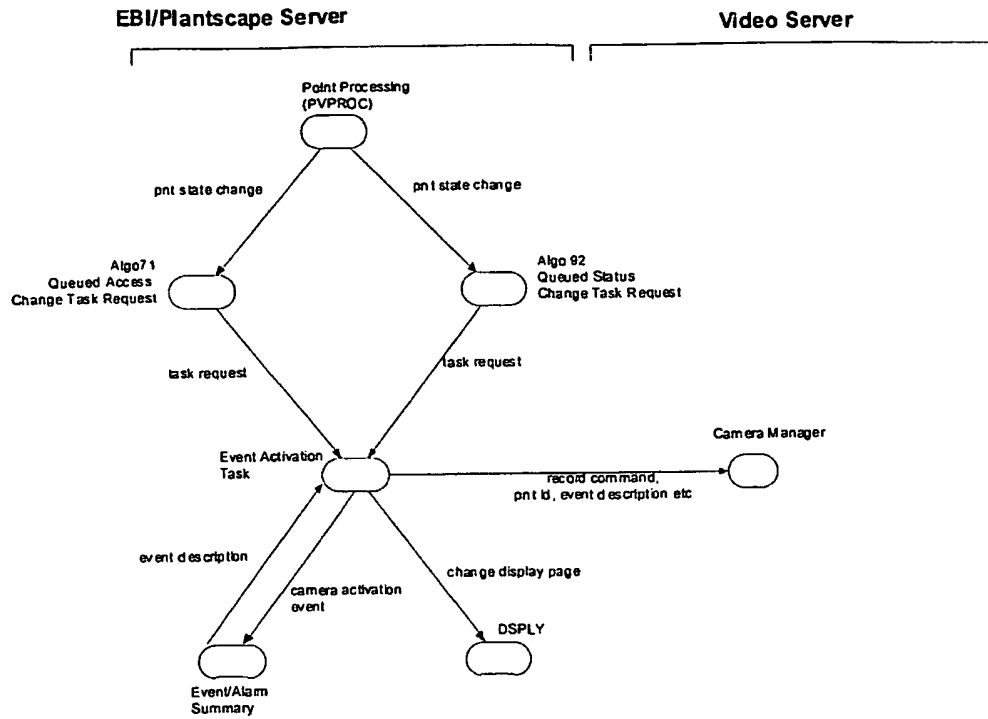 EBI/Plantscape Server
Video Server
Point Processing
(PVPROC)
pnt state change
pnt state change
Algo71
Queued Access
Change Task Request
Algo 92
Queued Status
Change Task Request
task request
task request
Event Activation
Task
Camera Manager
record command,
pnt id, event description etc
event description
camera activation
event
change display page
DSPLY
Event/Alarm
Summary